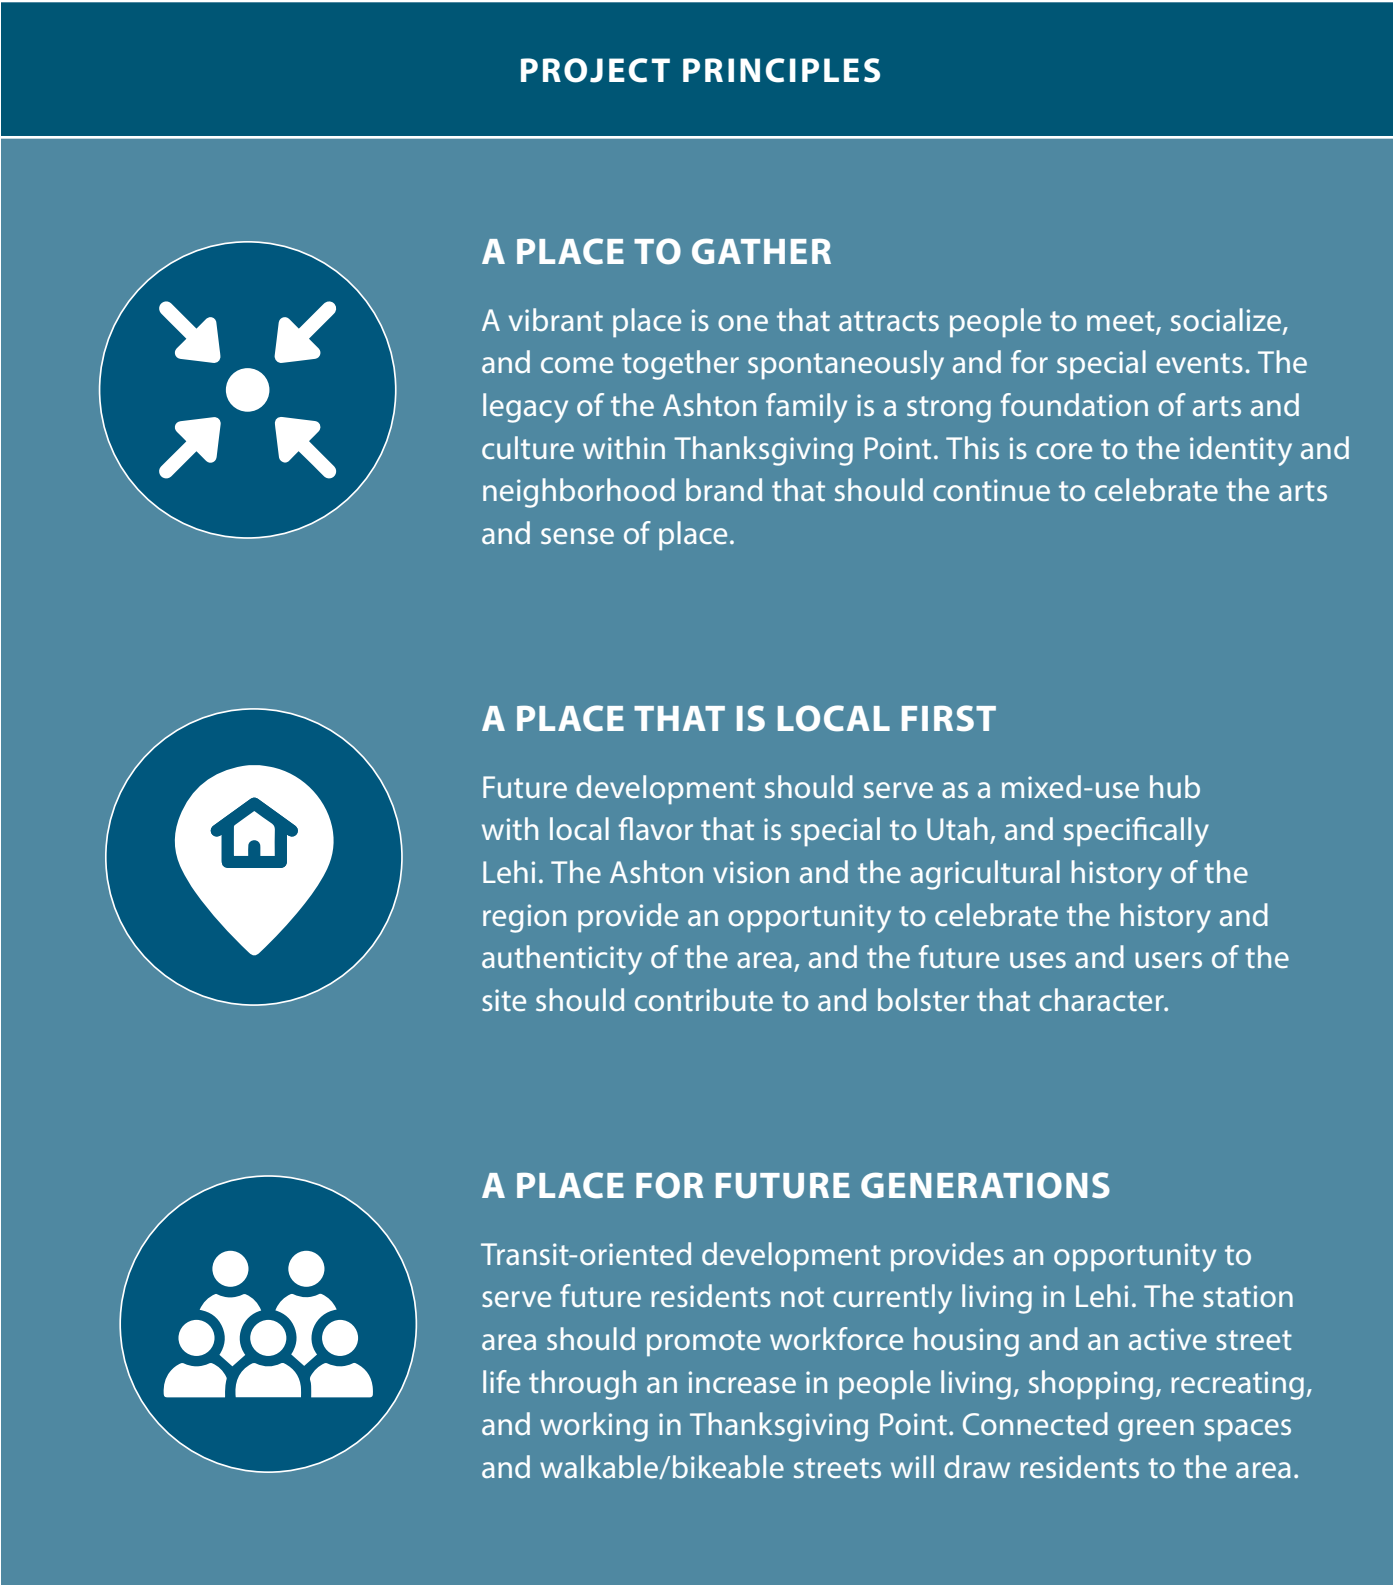 PROJECT PRINCIPLES
A PLACE TO GATHER
A vibrant place is one that attracts people to meet, socialize,
and come together spontaneously and for special events. The
legacy of the Ashton family is a strong foundation of arts and
culture within Thanksgiving Point. This is core to the identity and
neighborhood brand that should continue to celebrate the arts
and sense of place.
A PLACE THAT IS LOCAL FIRST
Future development should serve as a mixed-use hub
with local flavor that is special to Utah, and specifically
Lehi. The Ashton vision and the agricultural history of the
region provide an opportunity to celebrate the history and
authenticity of the area, and the future uses and users of the
site should contribute to and bolster that character.
A PLACE FOR FUTURE GENERATIONS
Transit-oriented development provides an opportunity to
serve future residents not currently living in Lehi. The station
area should promote workforce housing and an active street
life through an increase in people living, shopping, recreating,
and working in Thanksgiving Point. Connected green spaces
and walkable/bikeable streets will draw residents to the area.